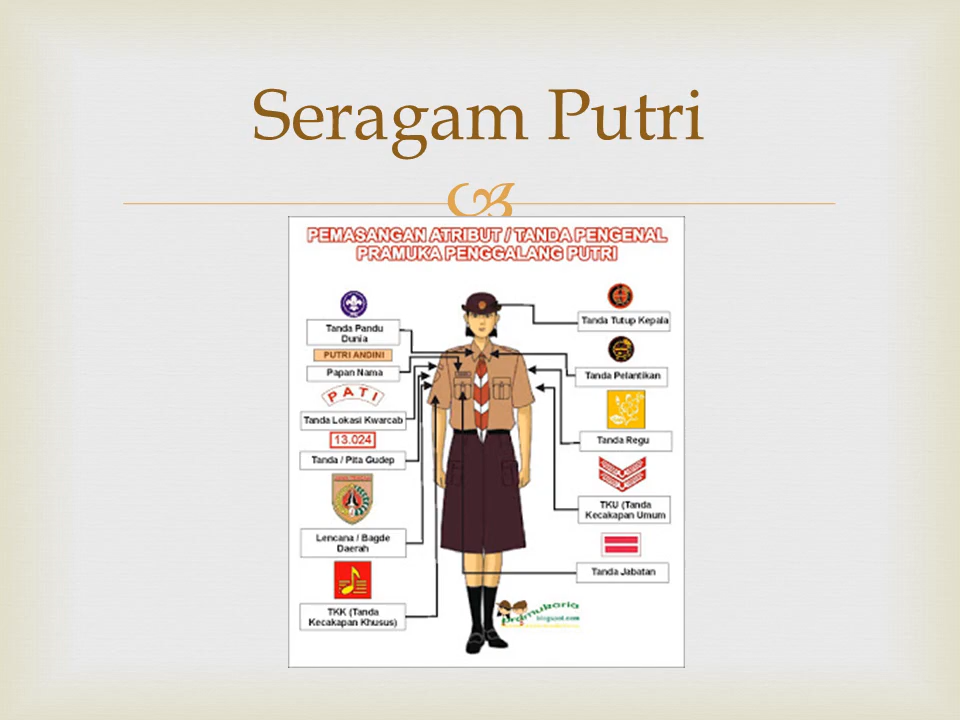 Seragam Putri
PEMASANGAN ATRIBUT / TANDA PENGENAL
PRAMUKA PENGGALANG PUTRI
Tanda Pandu
Dunia
PUTRI ANDINI
Papan Nama
PATI
Tanda Lokasi Kwarcab
13.024
Tanda / Pita Gudep
Lencana / Bagde
Daerah
TKK (Tanda
Kecakapan Khusus)
Tanda Tutup Kepala
Tanda Pelantikan
Tanda Regu
TKU (Tanda
Kecakapan Umum
Tanda Jabatan
pramukaria
blogspot.com